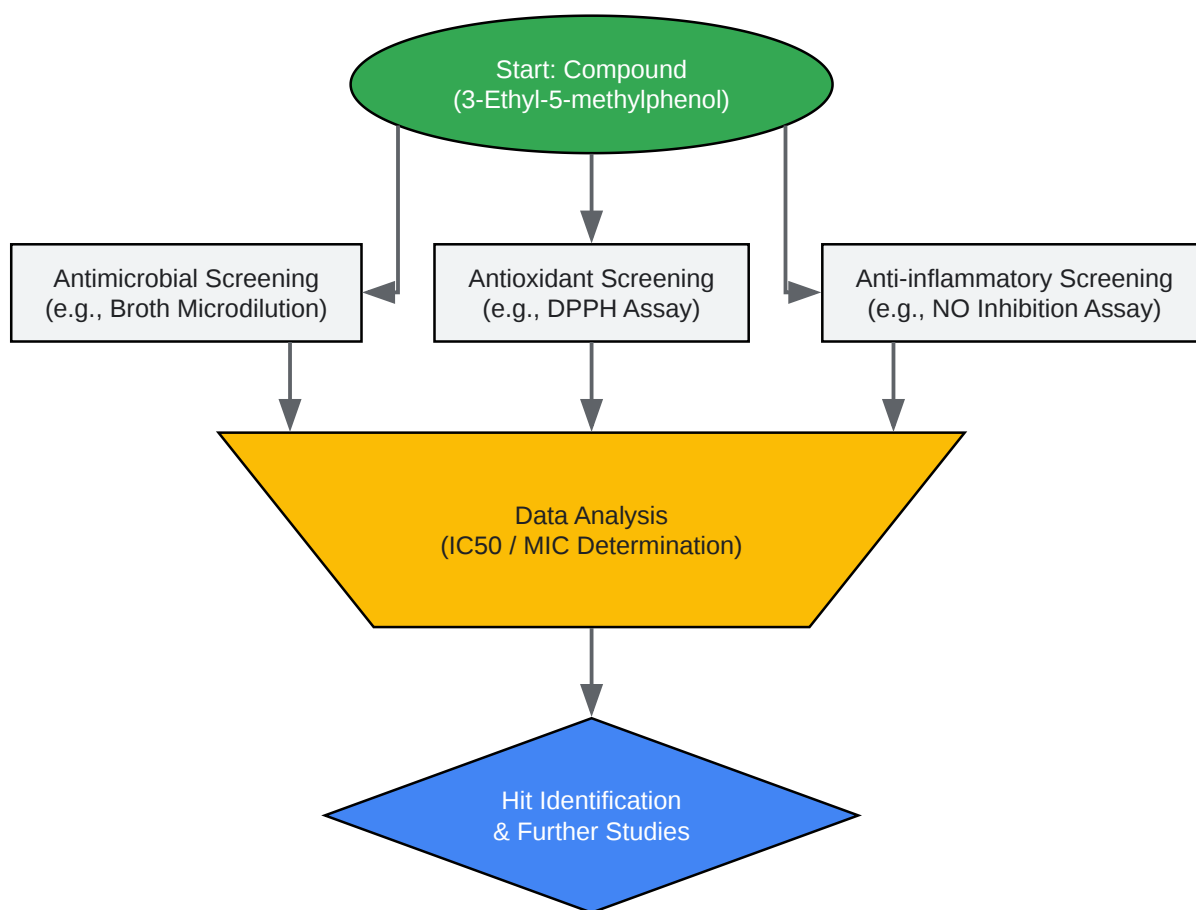 Start: Compound
(3-Ethyl-5-methylphenol)
Antimicrobial Screening
(e.g., Broth Microdilution)
Antioxidant Screening
(e.g., DPPH Assay)
Anti-inflammatory Screening
(e.g., NO Inhibition Assay)
Data Analysis
(IC50 / MIC Determination)
Hit Identification
& Further Studies